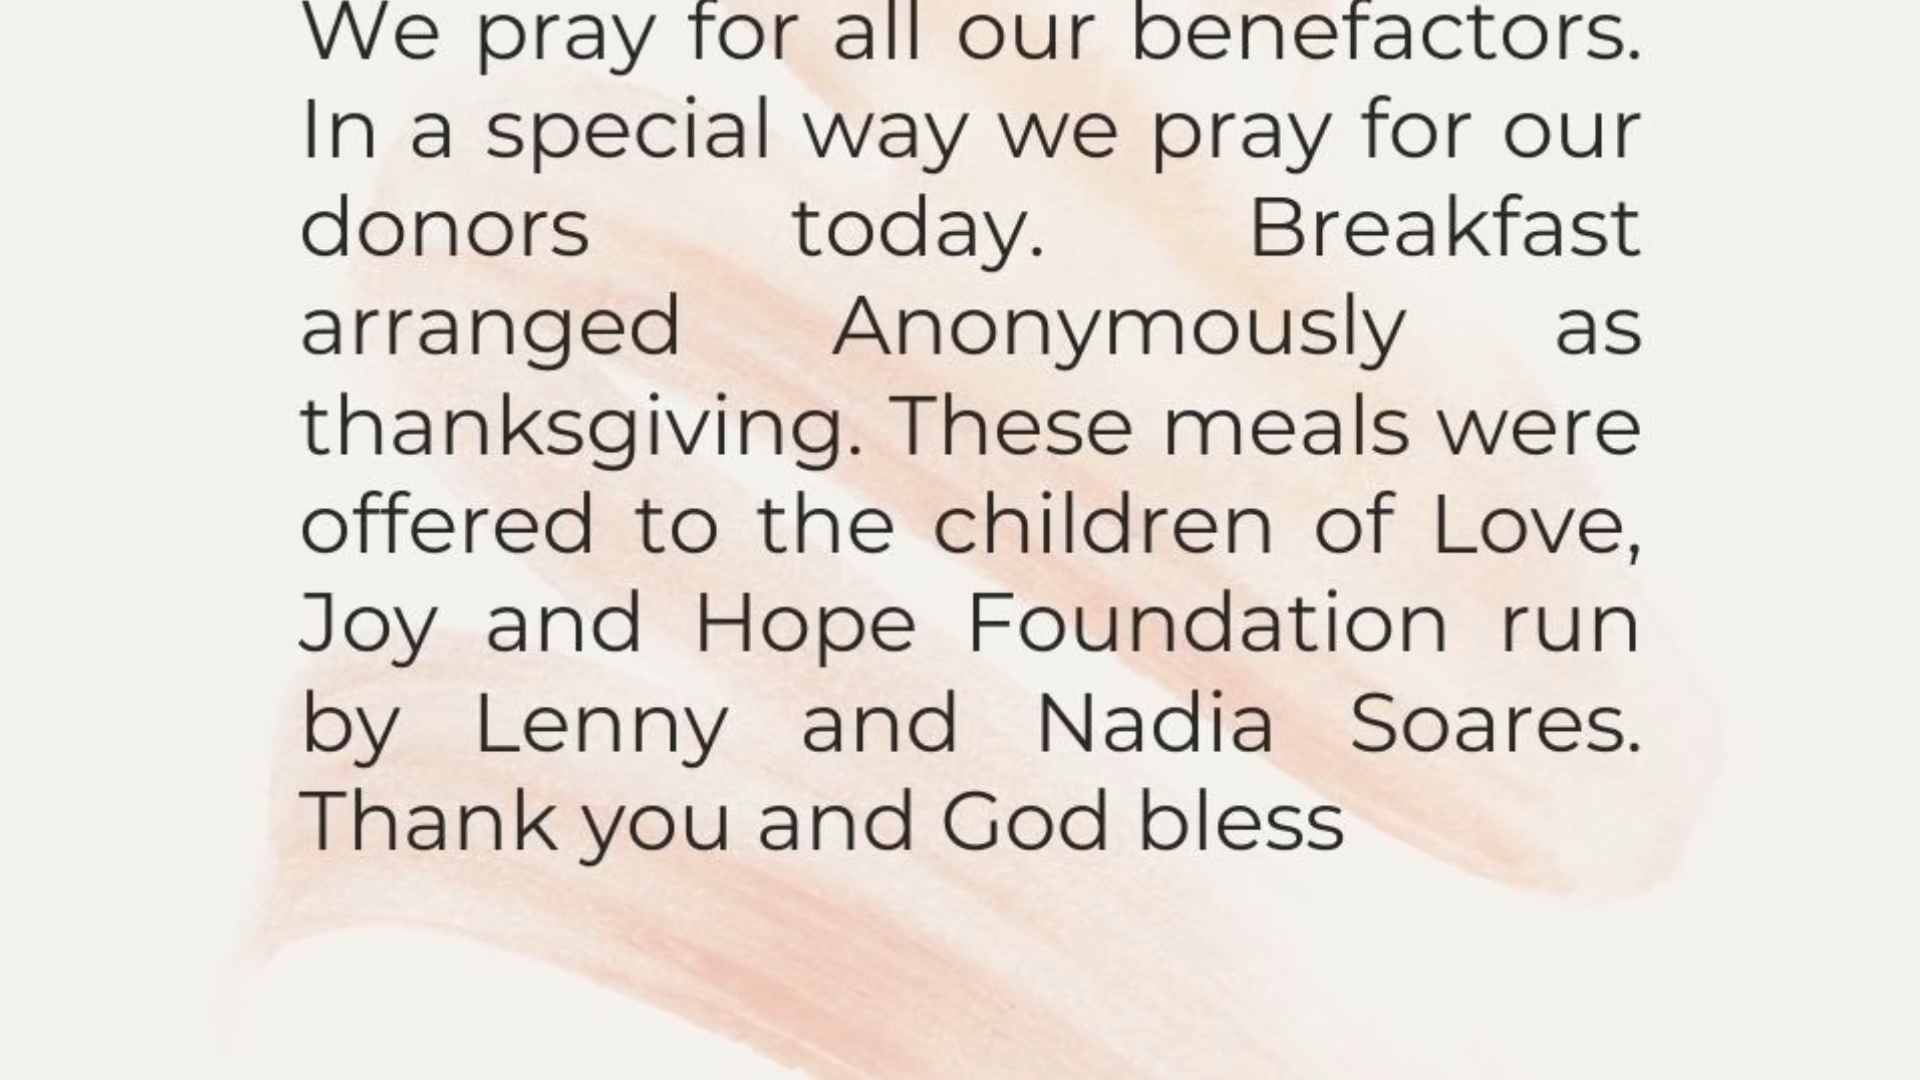 We pray for all our benefactors.
In a special way we pray for our
donors today. Breakfast
arranged Anonymously as
thanksgiving. These meals were
offered to the children of Love,
Joy and Hope Foundation run
by Lenny and Nadia Soares.
Thank you and God bless